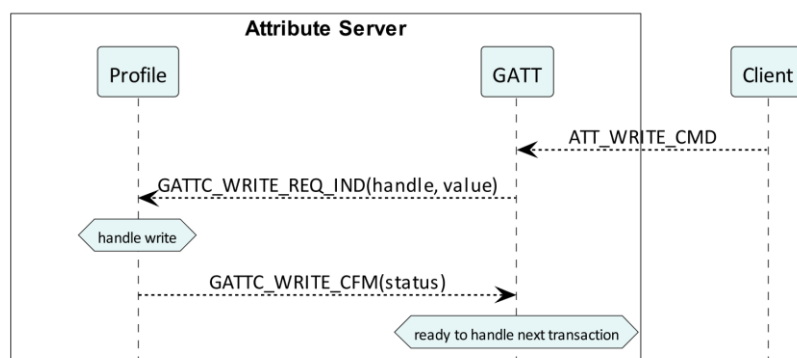 Attribute Server
Profile
GATT
Client
ATT_WRITE_CMD
GATTC_WRITE_REQ_IND(handle, value)
handle write
GATTC_WRITE_CFM(status)
ready to handle next transaction